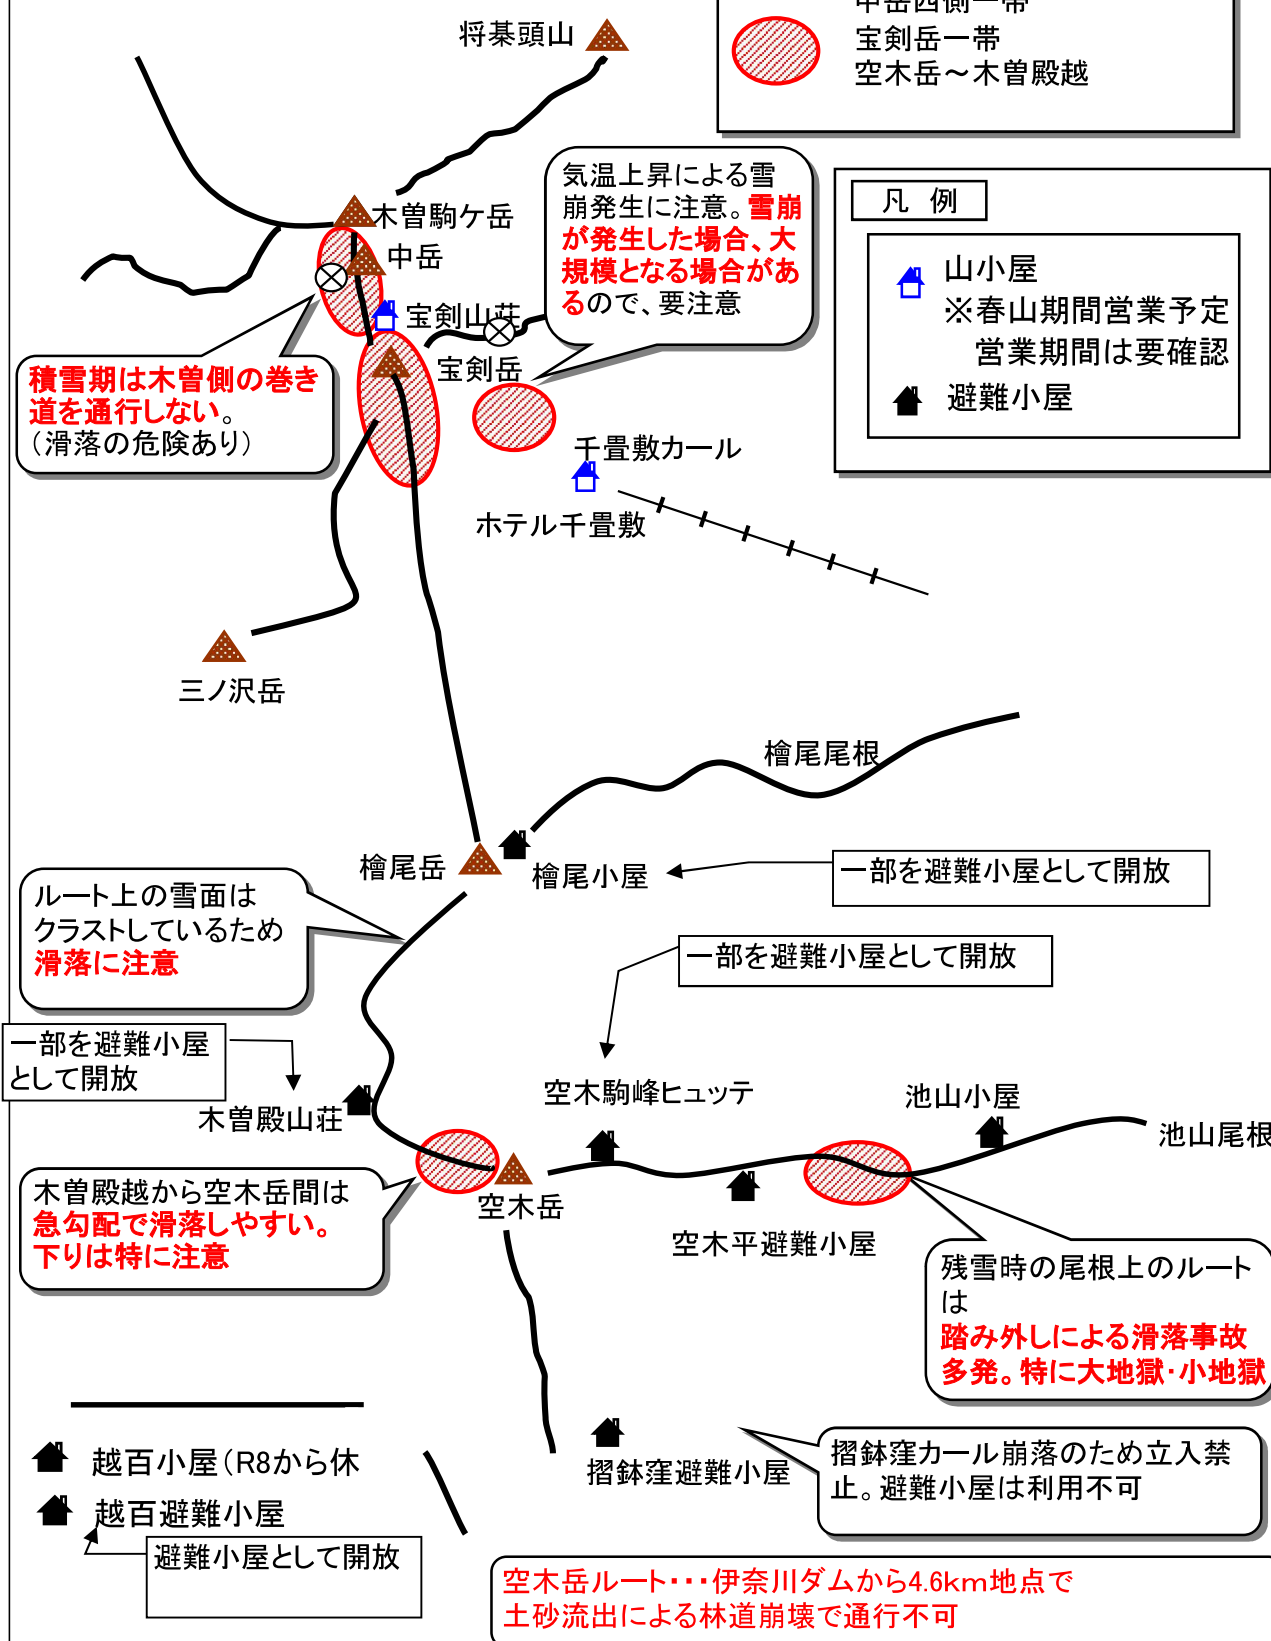 中岳西側一帯
宝剣岳一帯
空木岳～木曽殿越
将棊頭山
気温上昇による雪
崩発生に注意。雪崩
が発生した場合、大
規模となる場合があ
るので、要注意
凡 例
山小屋
※春山期間営業予定
営業期間は要確認
避難小屋
木曽駒ケ岳
中岳
宝剣山荘
宝剣岳
積雪期は木曽側の巻き
道を通行しない。
（滑落の危険あり）
千畳敷カール
ホテル千畳敷
三ノ沢岳
檜尾尾根
檜尾岳
檜尾小屋
一部を避難小屋として開放
ルート上の雪面は
クラストしているため
滑落に注意
一部を避難小屋として開放
一部を避難小屋
として開放
木曽殿山荘
空木駒峰ヒュッテ
池山小屋
池山尾根
木曽殿越から空木岳間は
急勾配で滑落しやすい。
下りは特に注意
空木岳
空木平避難小屋
残雪時の尾根上のルート
は
踏み外しによる滑落事故
多発。特に大地獄・小地獄
越百小屋（R8から休
越百避難小屋
避難小屋として開放
摺鉢窪避難小屋
摺鉢窪カール崩落のため立入禁
止。避難小屋は利用不可
空木岳ルート・・・伊奈川ダムから4.6km地点で
土砂流出による林道崩壊で通行不可